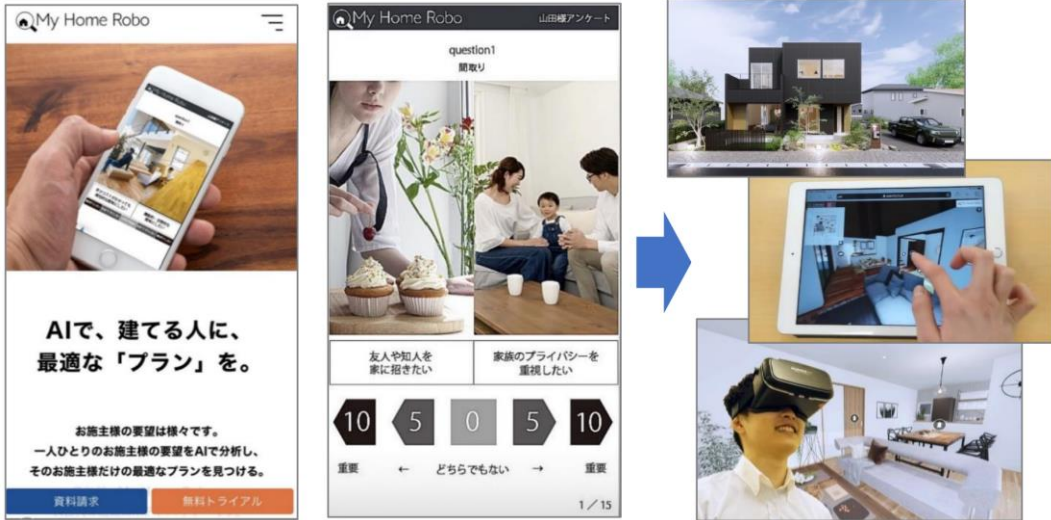 My Home Robo
My Home Robo
AIで、建てる人に、
最適な「プラン」を。
お施主様の要望は様々です。
一人ひとりのお施主様の要望をAIで分析し、
そのお施主様だけの最適なプランを見つける。
資料請求
無料トライアル
My Home Robo
山田様アンケート
question1
間取り
友人や知人を
家に招きたい
家族のプライバシーを
重視したい
10
5
0
5
10
重要
←
どちらでもない
→
重要
1/15